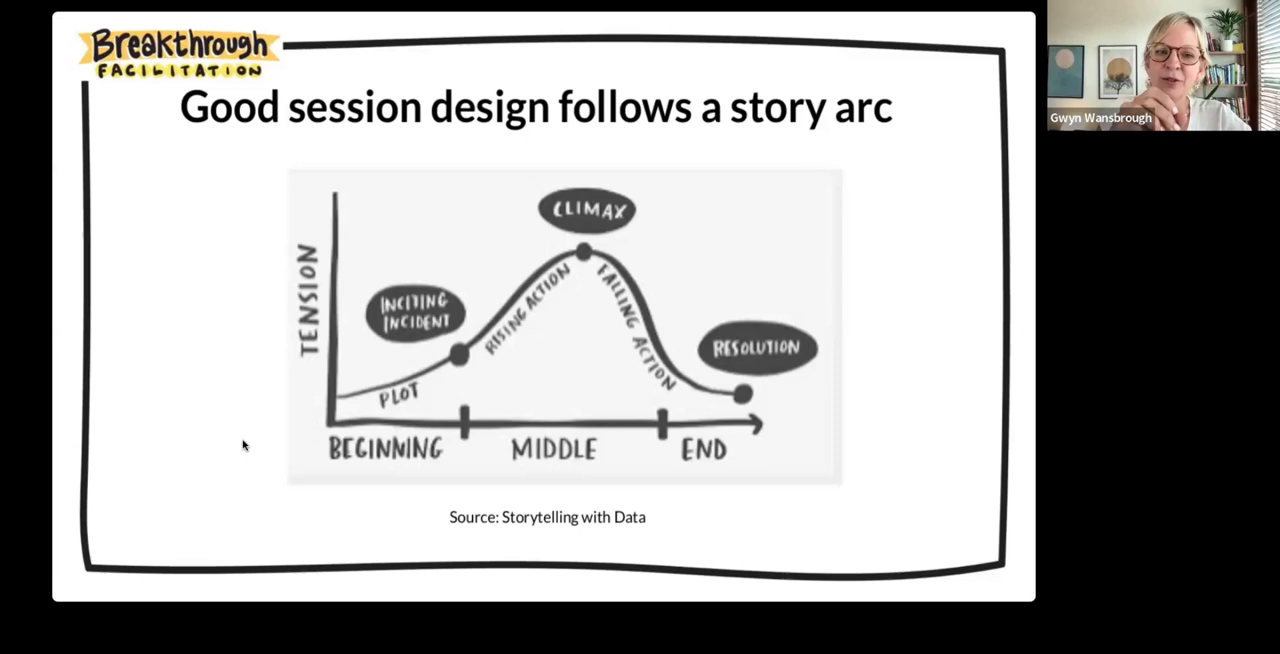 Breakthrough
FACILITATION
Good session design follows a story arc
TENSION
CLIMAX
INCITING
INCIDENT
RISING ACTION
FALLING ACTION
PLOT
RESOLUTION
BEGINNING
MIDDLE
END
Source: Storytelling with Data
Gwyn Wansbrough